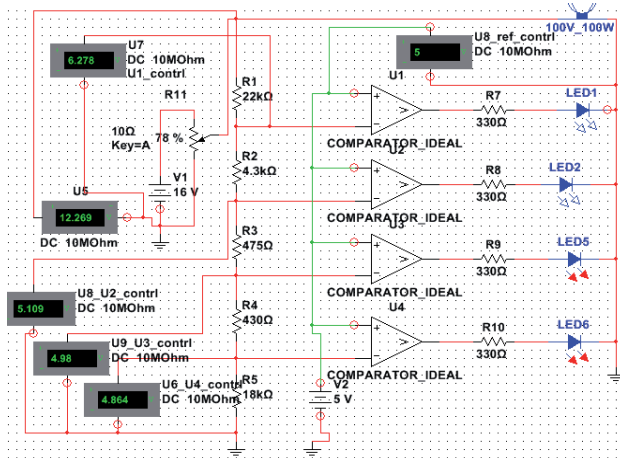 U7
DC 10MOhm
U1_contrl
6.278
U8_ref_contrl
DC 10MOhm
5
100V_100W
R11
10Ω
Key=A
78 %
R1
22kΩ
U1
COMPARATOR_IDEAL
R7
330Ω
LED1
V1
16 V
U5
12.269
DC 10MOhm
R2
4.3kΩ
U2
COMPARATOR_IDEAL
R8
330Ω
LED2
R3
475Ω
U3
COMPARATOR_IDEAL
R9
330Ω
LED5
U8_U2_contrl
DC 10MOhm
5.109
R4
430Ω
U4
COMPARATOR_IDEAL
R10
330Ω
LED6
U9_U3_contrl
DC 10MOhm
4.98
U6_U4_contrl
DC 10MOhm
4.864
R5
18kΩ
V2
5 V